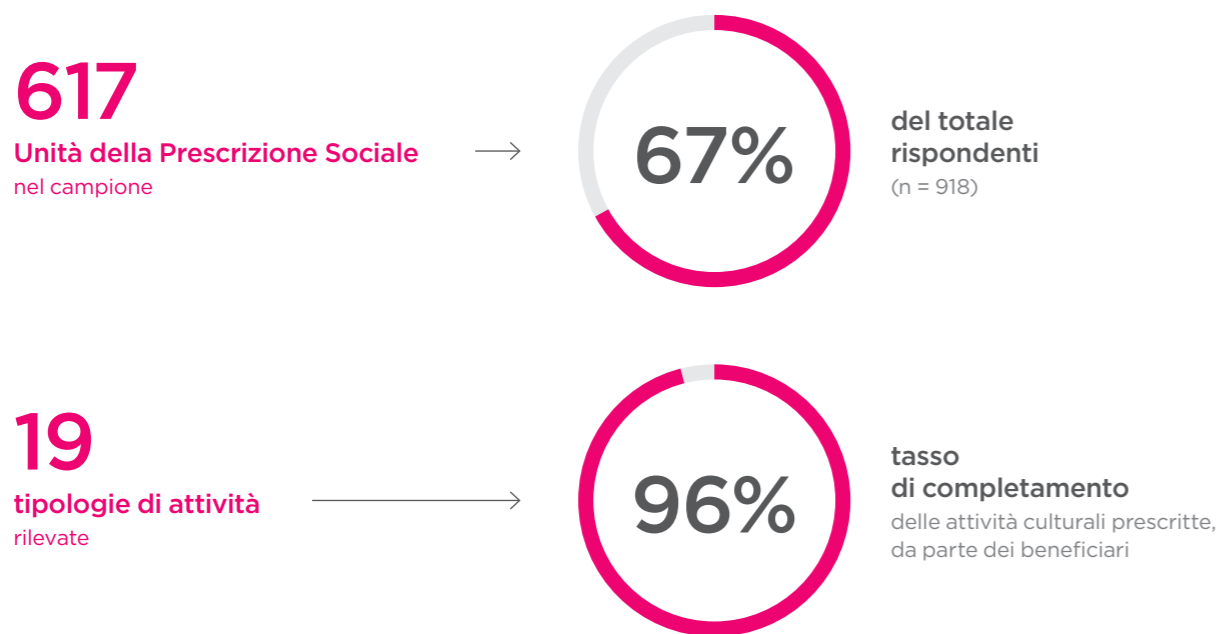 617
Unità della Prescrizione Sociale
nel campione
67%
del totale
rispondenti
(n = 918)
19
tipologie di attività
rilevate
96%
tasso
di completamento
delle attività culturali prescritte,
da parte dei beneficiari